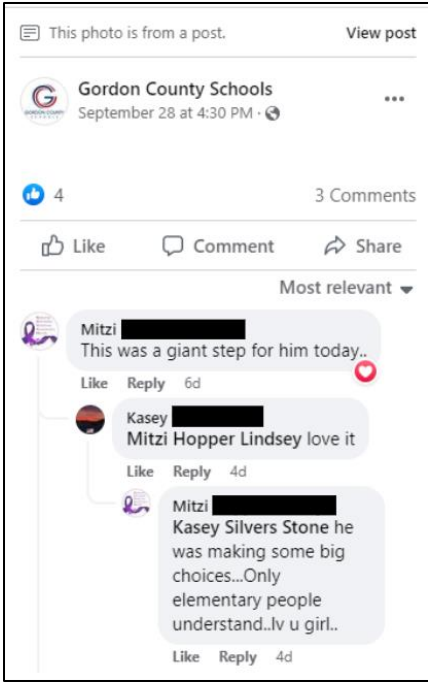 This photo is from a post. View post
Gordon County Schools
September 28 at 4:30 PM ·
4 3 Comments
Like Comment Share
Most relevant
Mitzi
This was a giant step for him today..
Like Reply 6d
Kasey
Mitzi Hopper Lindsey love it
Like Reply 4d
Mitzi
Kasey Silvers Stone he
was making some big
choices...Only
elementary people
understand..lv u girl..
Like Reply 4d